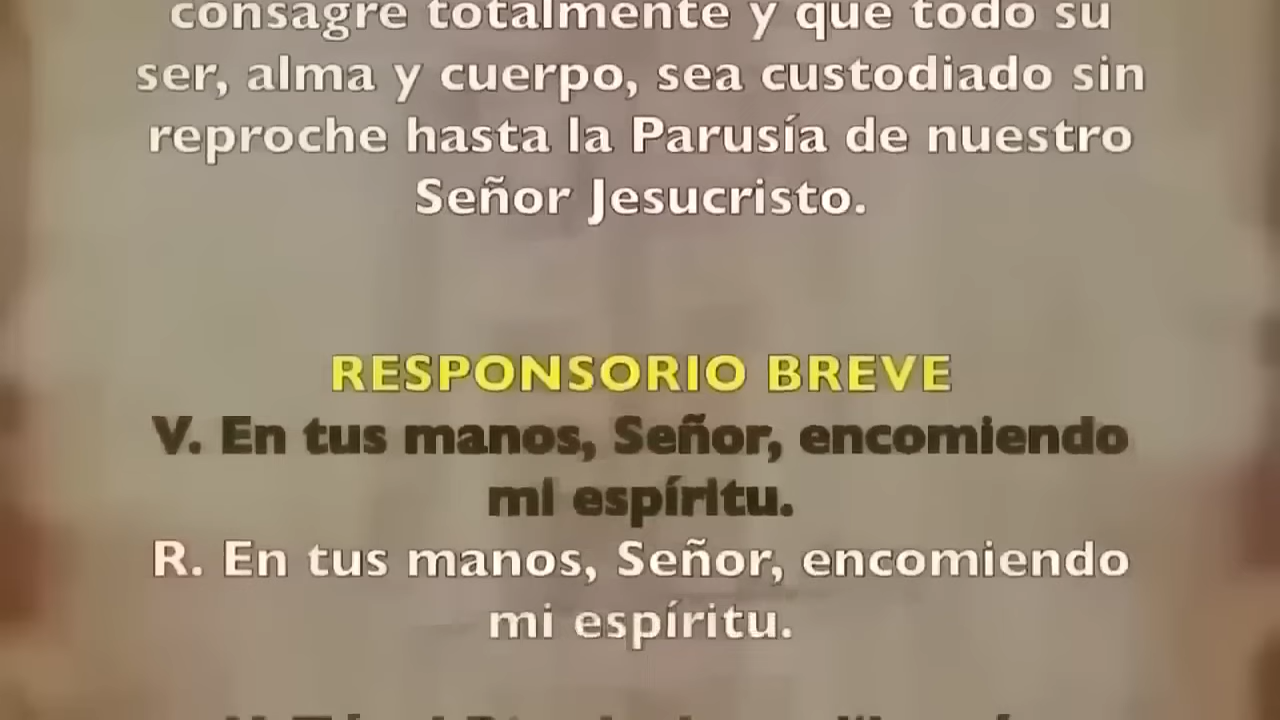 consagre totalmente y que todo su
ser, alma y cuerpo, sea custodiado sin
reproche hasta la Parusía de nuestro
Señor Jesucristo.
RESPONSORIO BREVE
V. En tus manos, Señor, encomiendo
mi espíritu.
R. En tus manos, Señor, encomiendo
mi espíritu.